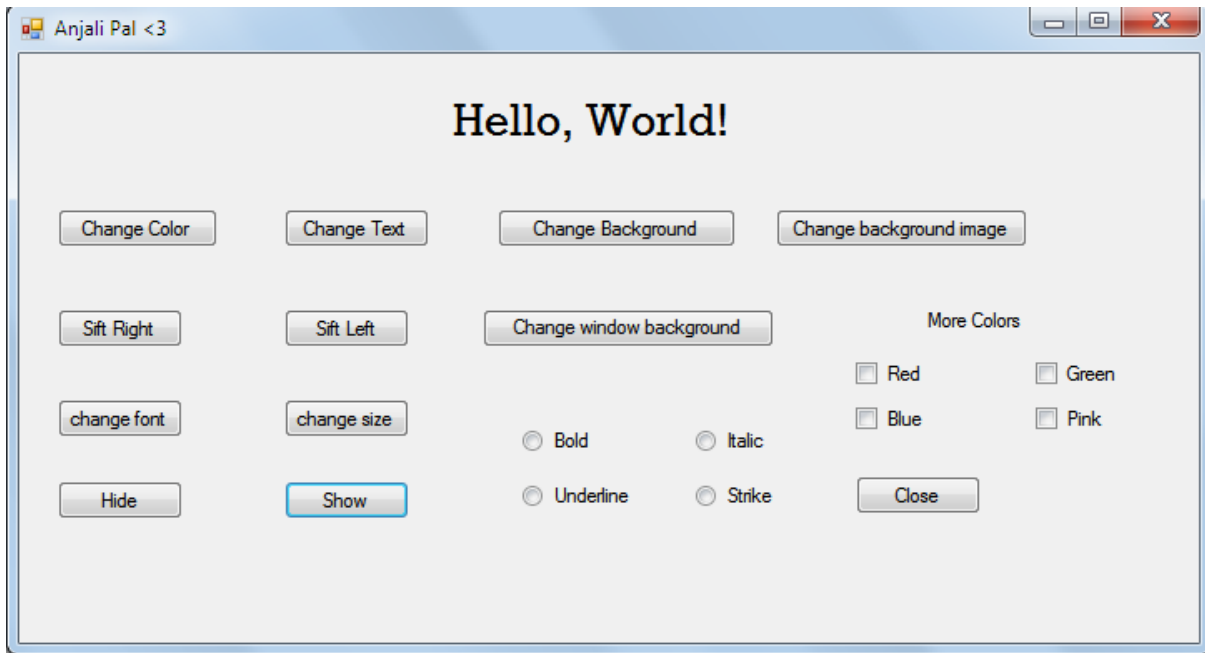 Anjali Pal <3
Hello, World!
Change Color Change Text Change Background Change background image
Sift Right Sift Left Change window background More Colors
Red Green
change font change size Blue Pink
Bold Italic
Hide Show Underline Strike Close